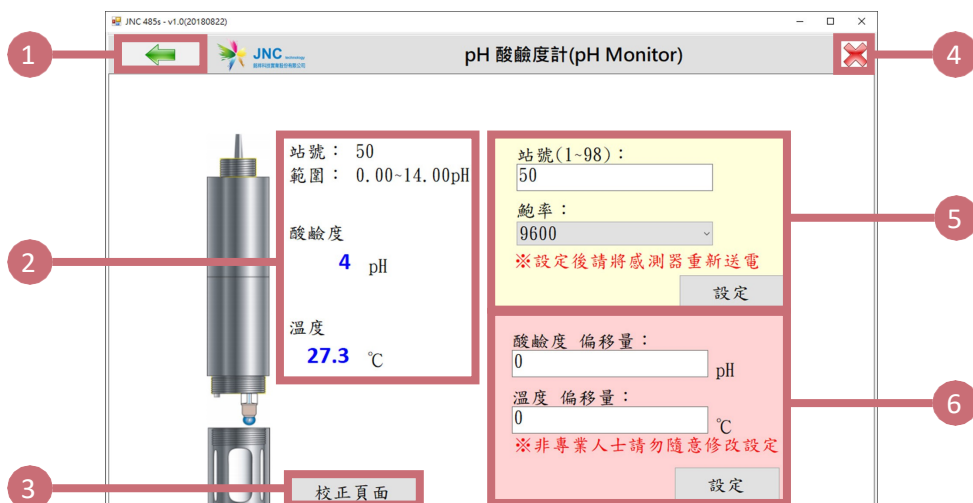 JNC 485s - v1.0(20180822)
1
JNC technology
pH 酸鹼度計(pH Monitor)
4
站號： 50
範圍： 0.00~14.00pH
酸鹼度
4 pH
溫度
27.3 ℃
2
站號(1~98)：
50
鮑率：
9600
※設定後請將感測器重新送電
設定
5
酸鹼度 偏移量：
0 pH
溫度 偏移量：
0 ℃
※非專業人士請勿隨意修改設定
設定
6
3
校正頁面